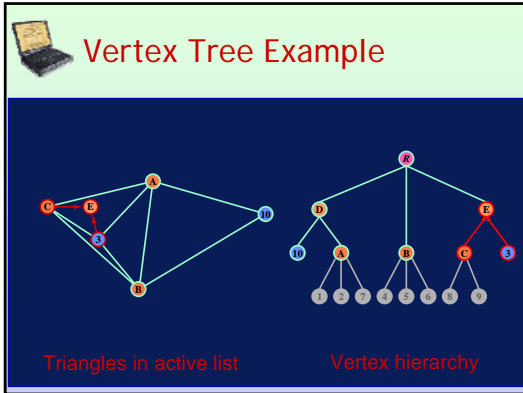 Vertex Tree Example
R
A
C
E
D
E
10
3
10
A
B
C
3
B
1
2
7
4
5
6
8
9
Triangles in active list
Vertex hierarchy